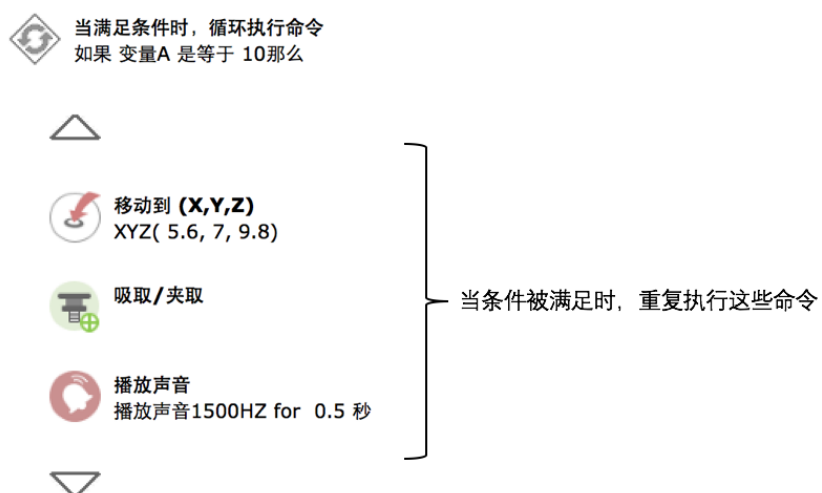 当满足条件时，循环执行命令
如果 变量A 是等于 10那么
移动到 (X,Y,Z)
XYZ( 5.6, 7, 9.8)
吸取/夹取
当条件被满足时，重复执行这些命令
播放声音
播放声音1500HZ for 0.5 秒